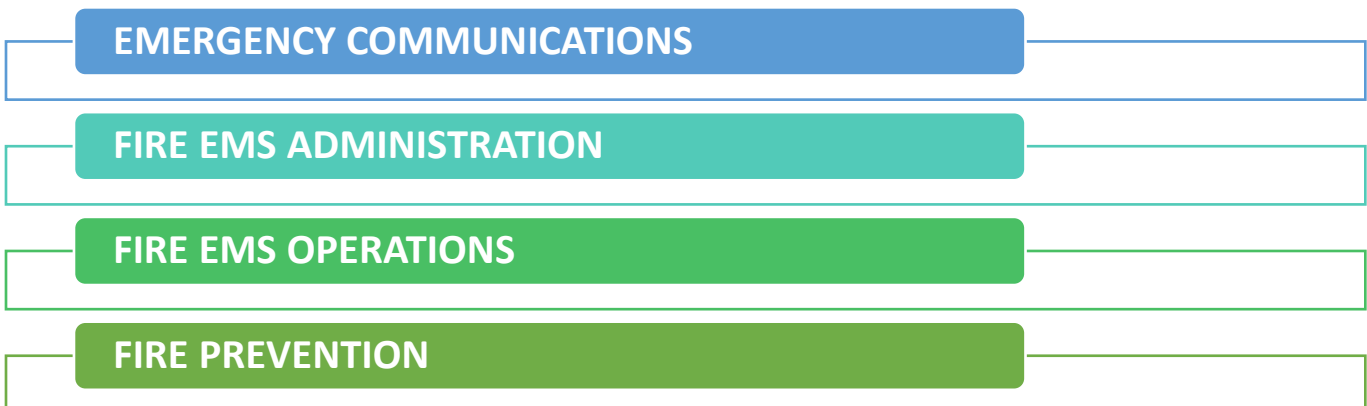 EMERGENCY COMMUNICATIONS
FIRE EMS ADMINISTRATION
FIRE EMS OPERATIONS
FIRE PREVENTION